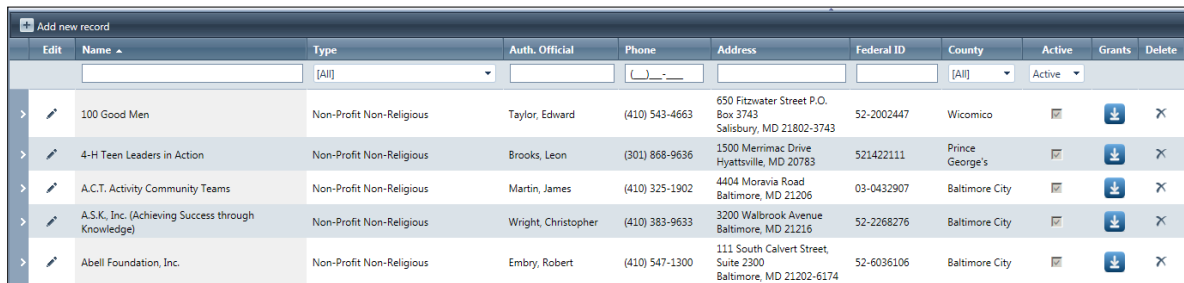 Add new record
Edit Name Type Auth. Official Phone Address Federal ID County Active Grants Delete
[All] (__)__-___ [All] Active
100 Good Men Non-Profit Non-Religious Taylor, Edward (410) 543-4663 650 Fitzwater Street P.O. 52-2002447 Wicomico
Box 3743
Salisbury, MD 21802-3743
4-H Teen Leaders in Action Non-Profit Non-Religious Brooks, Leon (301) 868-9636 1500 Merrimac Drive 521422111 Prince
Hyattsville, MD 20783 George's
A.C.T. Activity Community Teams Non-Profit Non-Religious Martin, James (410) 325-1902 4404 Moravia Road 03-0432907 Baltimore City
Baltimore, MD 21206
A.S.K., Inc. (Achieving Success through Non-Profit Non-Religious Wright, Christopher (410) 383-9633 3200 Walbrook Avenue 52-2268276 Baltimore City
Knowledge) Baltimore, MD 21216
Abell Foundation, Inc. Non-Profit Non-Religious Embry, Robert (410) 547-1300 111 South Calvert Street, 52-6036106 Baltimore City
Suite 2300
Baltimore, MD 21202-6174